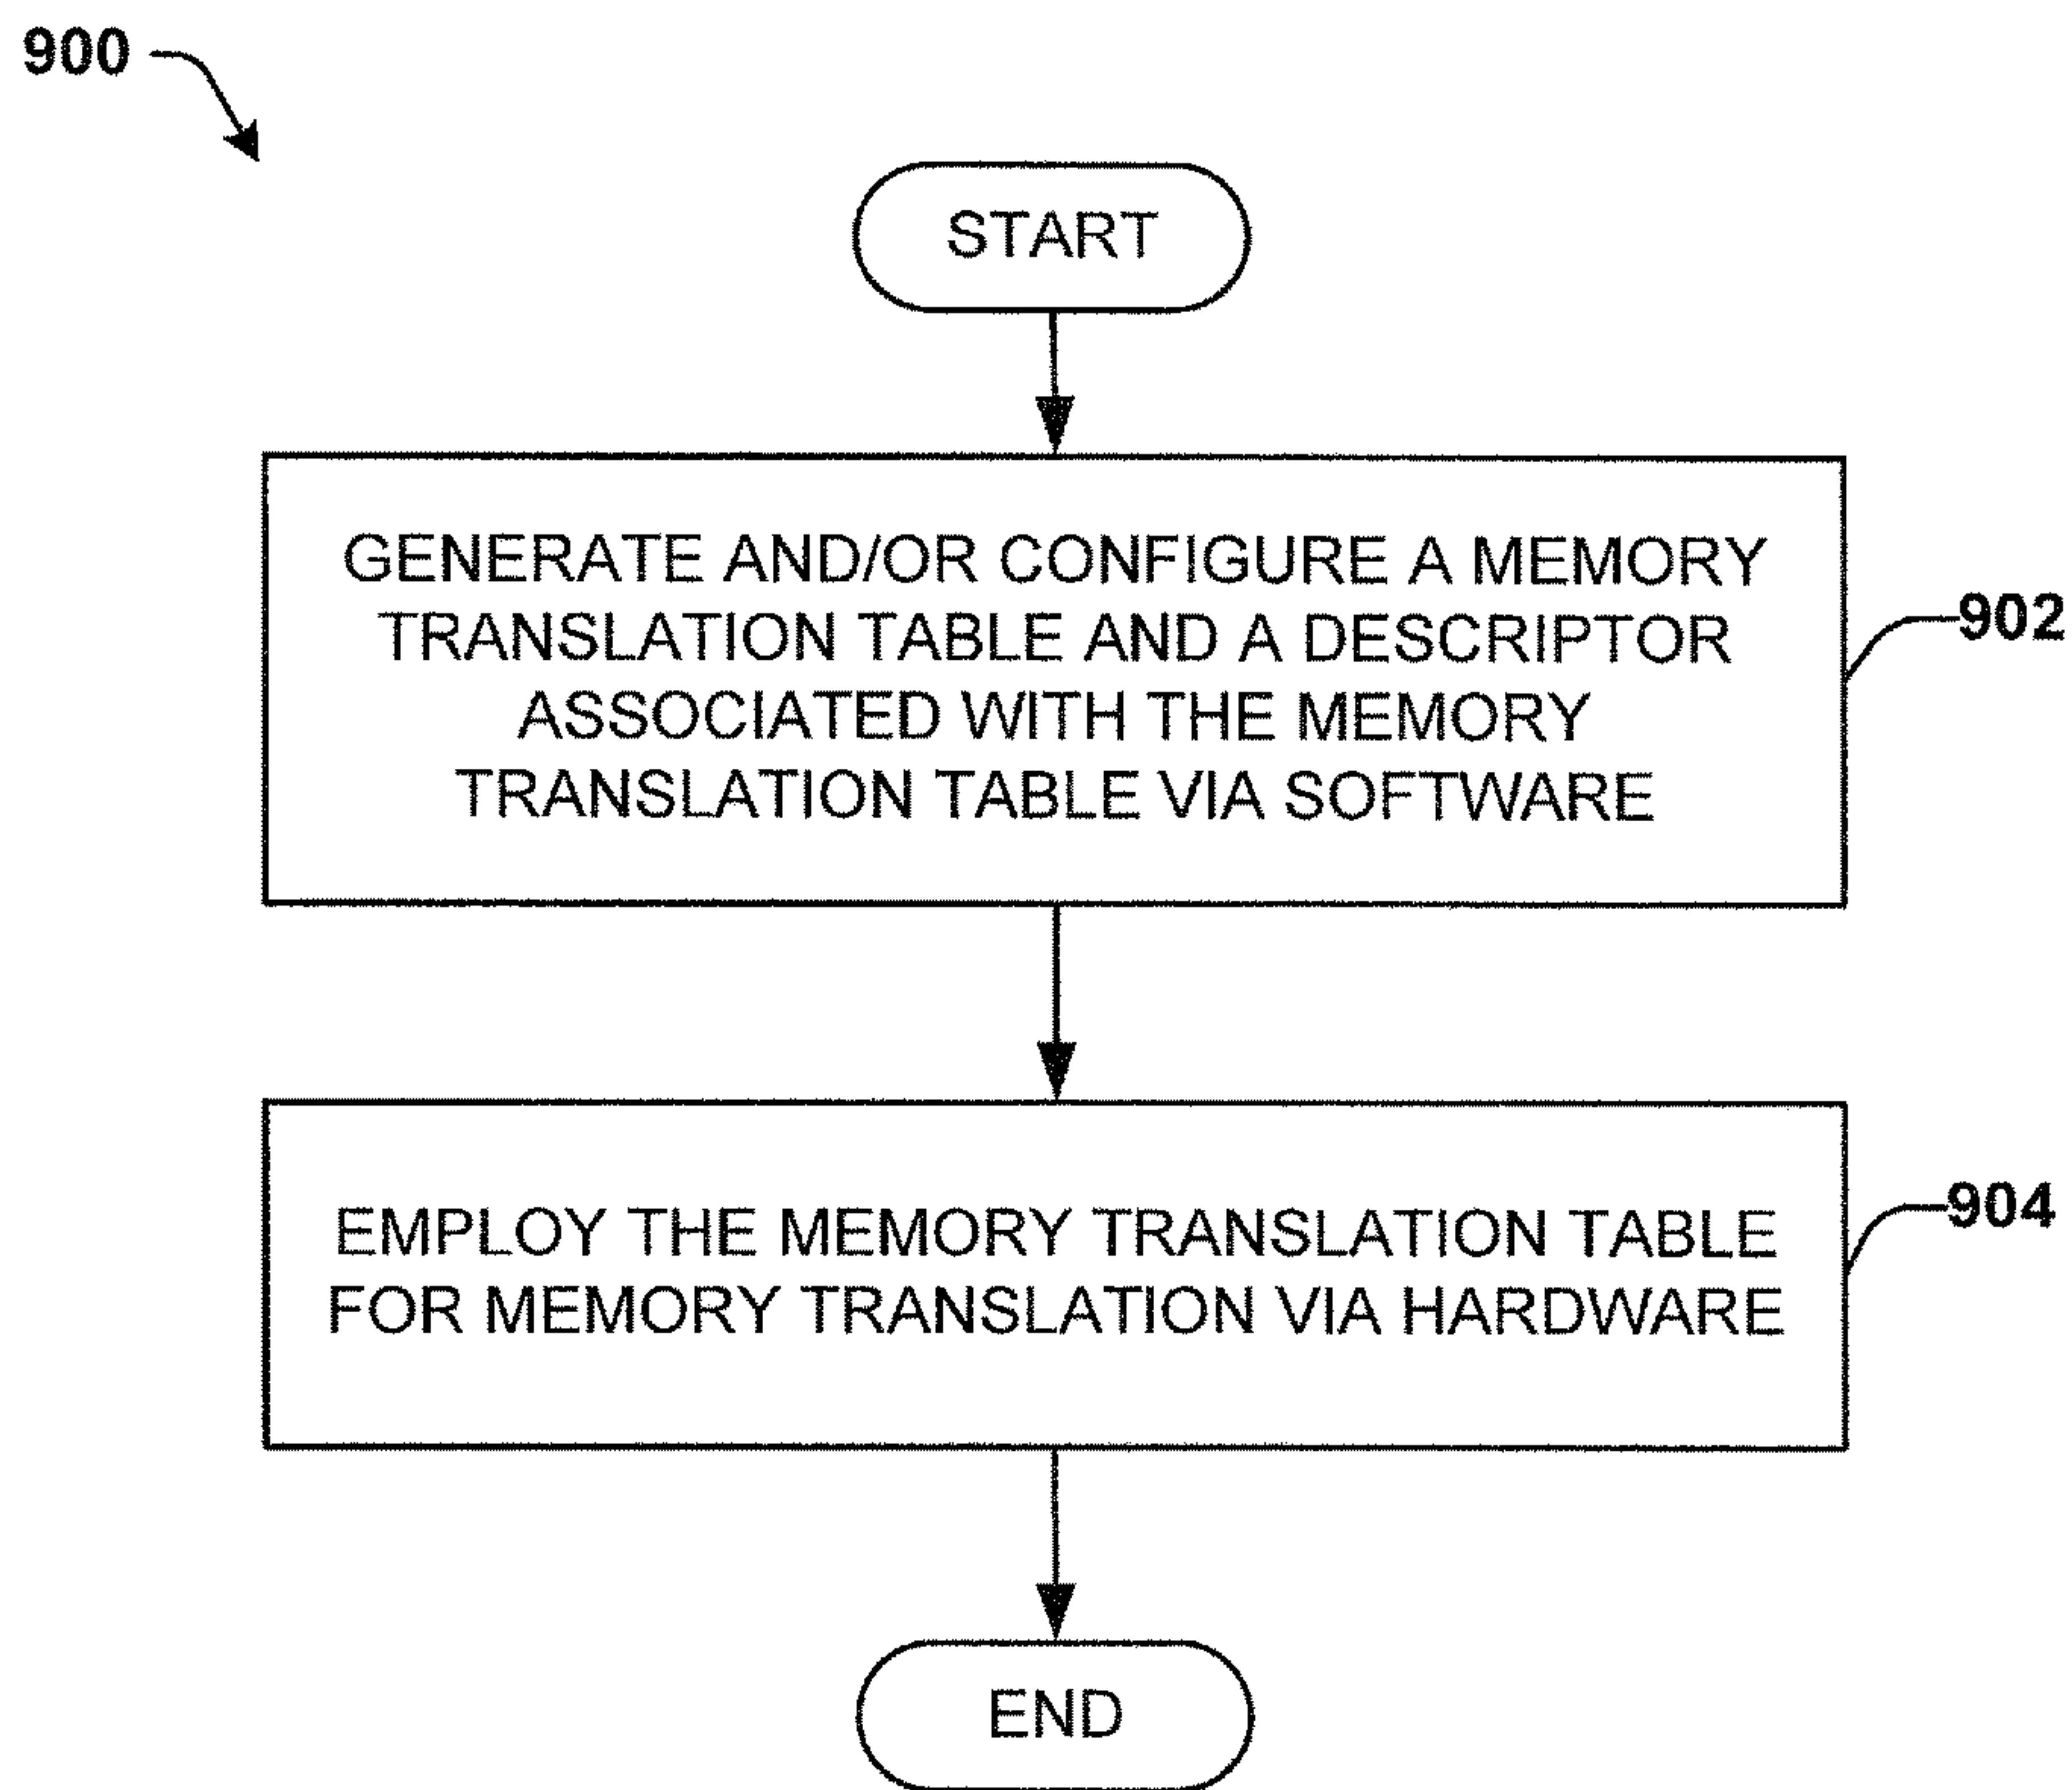 900
START
GENERATE AND/OR CONFIGURE A MEMORY
TRANSLATION TABLE AND A DESCRIPTOR
ASSOCIATED WITH THE MEMORY
TRANSLATION TABLE VIA SOFTWARE
902
EMPLOY THE MEMORY TRANSLATION TABLE
FOR MEMORY TRANSLATION VIA HARDWARE
904
END